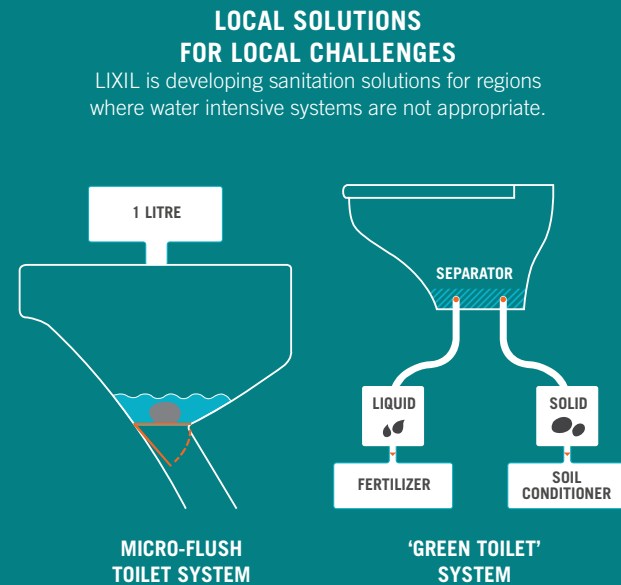 LOCAL SOLUTIONS
FOR LOCAL CHALLENGES
LIXIL is developing sanitation solutions for regions
where water intensive systems are not appropriate.
1 LITRE
SEPARATOR
LIQUID
SOLID
FERTILIZER
SOIL
CONDITIONER
MICRO-FLUSH
TOILET SYSTEM
‘GREEN TOILET’
SYSTEM